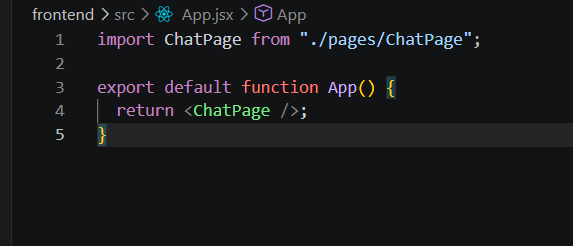 frontend > src > App.jsx > App
1 import ChatPage from "./pages/ChatPage";
2
3 export default function App() {
4   return <ChatPage />;
5 }